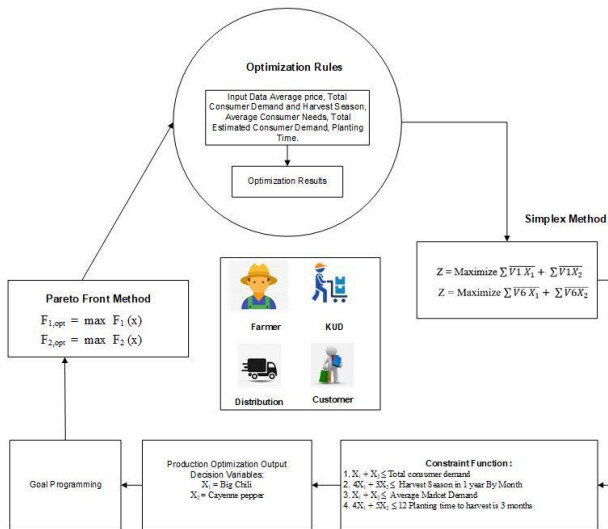 Optimization Rules
Input Data Average price, Total
Consumer Demand and Harvest Season,
Average Consumer Needs, Total
Estimated Consumer Demand, Planting
Time.
Optimization Results
Simplex Method
Z = Maximize ∑ V1 X₁ + ∑ V1X₂
Z = Maximize ∑ V6 X₁ + ∑ V6X₂
Pareto Front Method
F₁,opt = max F₁ (x)
F₂,opt = max F₂ (x)
Farmer
KUD
Distribution
Customer
Goal Programming
Production Optimization Output
Decision Variables:
X₁ = Big Chili
X₂ = Cayenne pepper
Constraint Function :
1. X₁ + X₂ ≤ Total consumer demand
2. 4X₁ + 3X₂ ≤ Harvest Season in 1 year By Month
3. X₁ + X₂ ≤ Average Market Demand
4. 4X₁ + 5X₂ ≤ 12 Planting time to harvest is 3 months